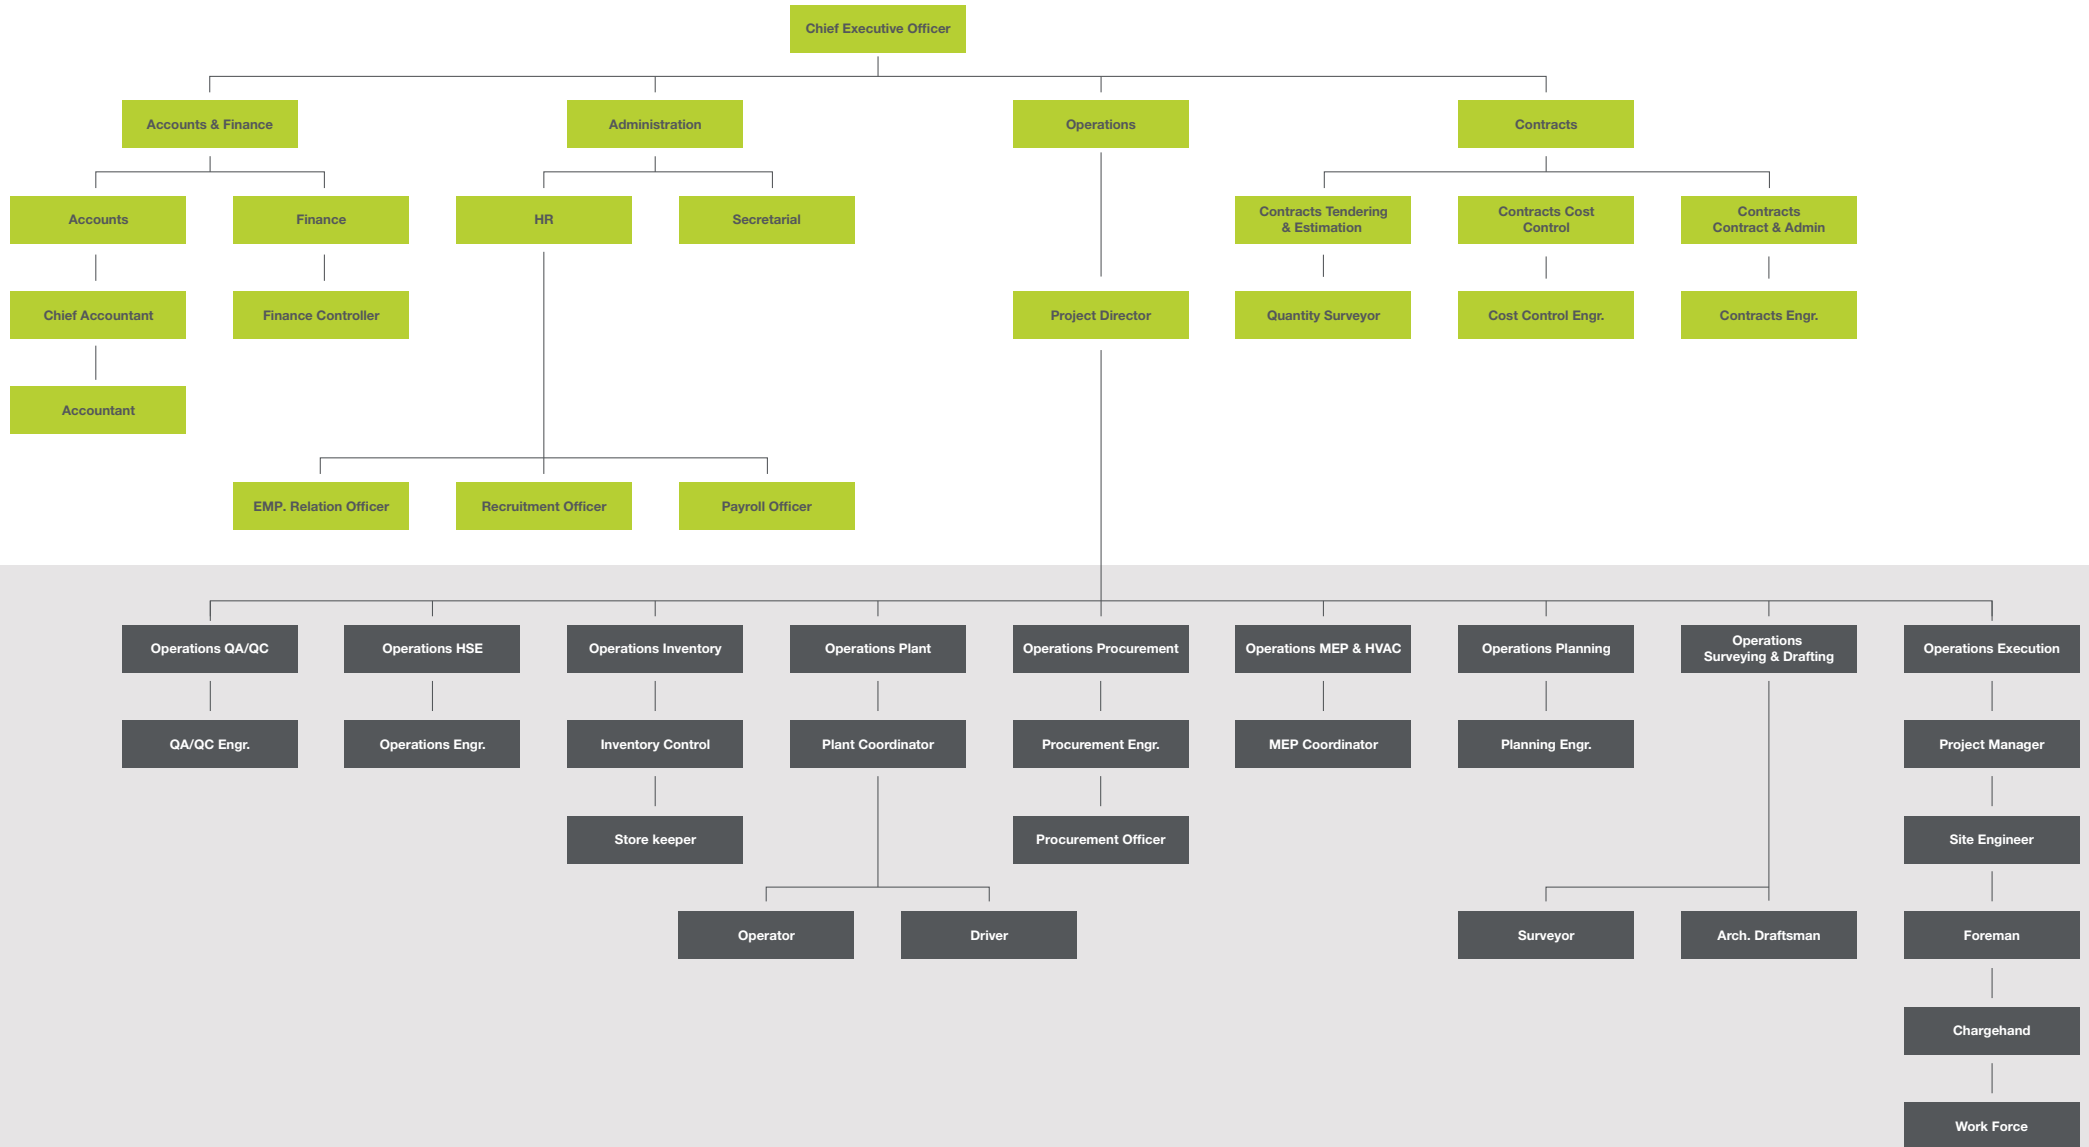 Chief Executive Officer
Accounts & Finance
Administration
Operations
Contracts
Accounts
Finance
HR
Secretarial
Contracts Tendering
& Estimation
Contracts Cost
Control
Contracts
Contract & Admin
Chief Accountant
Finance Controller
Project Director
Quantity Surveyor
Cost Control Engr.
Contracts Engr.
Accountant
EMP. Relation Officer
Recruitment Officer
Payroll Officer
Operations QA/QC
Operations HSE
Operations Inventory
Operations Plant
Operations Procurement
Operations MEP & HVAC
Operations Planning
Operations
Surveying & Drafting
Operations Execution
QA/QC Engr.
Operations Engr.
Inventory Control
Plant Coordinator
Procurement Engr.
MEP Coordinator
Planning Engr.
Project Manager
Store keeper
Procurement Officer
Site Engineer
Operator
Driver
Surveyor
Arch. Draftsman
Foreman
Chargehand
Work Force